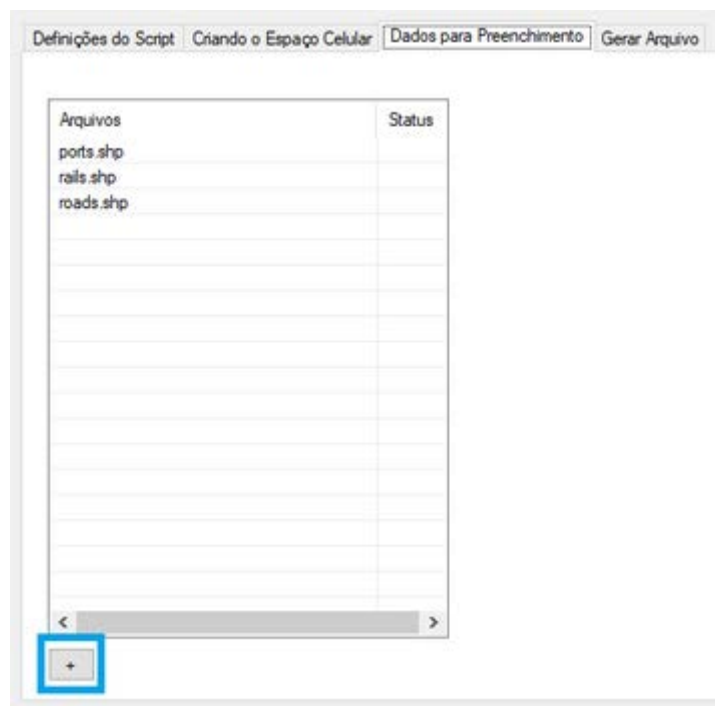 Definições do Script Criando o Espaço Celular Dados para Preenchimento Gerar Arquivo
Arquivos Status
ports.shp
rails.shp
roads.shp
< >
+